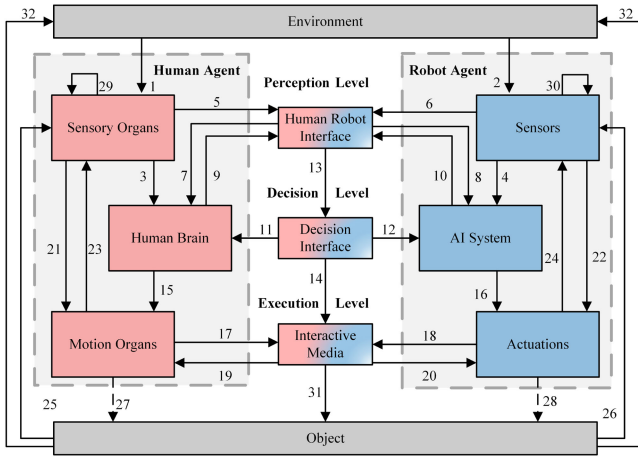 32
Environment
32
Human Agent
Robot Agent
29
1
Perception Level
2
30
5
6
Sensory Organs
Human Robot
Interface
Sensors
3
7
9
13
10
8
4
Decision Level
21
23
Human Brain
11
Decision
Interface
12
AI System
24
22
15
14
16
Execution Level
17
18
Motion Organs
Interactive
Media
Actuations
19
20
25
27
31
28
26
Object